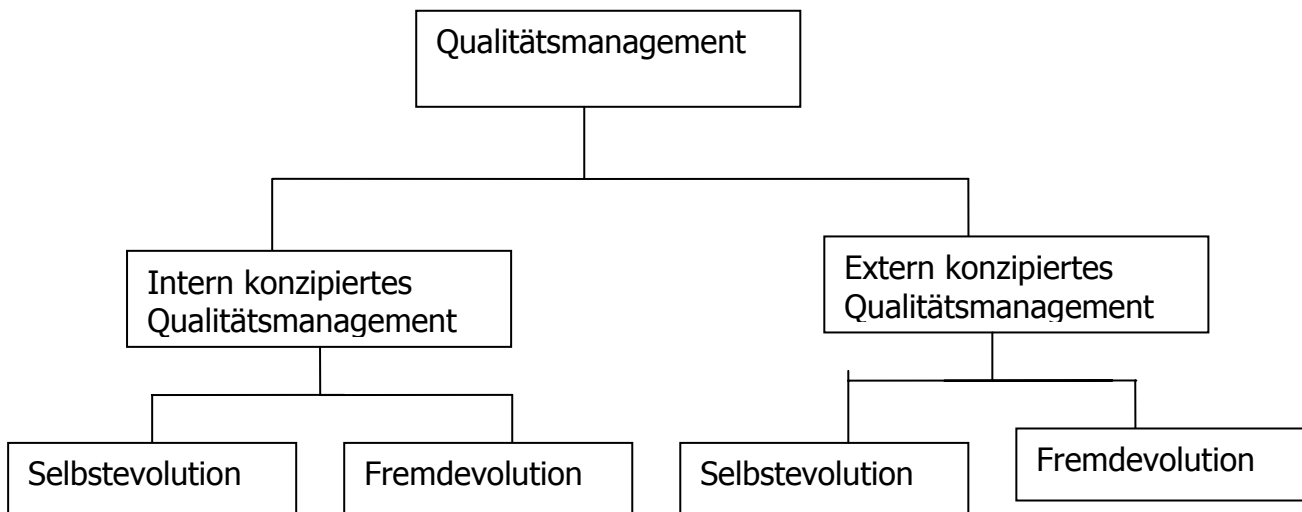 Qualitätsmanagement
Intern konzipiertes
Qualitätsmanagement
Extern konzipiertes
Qualitätsmanagement
Selbstevolution
Fremdevolution
Selbstevolution
Fremdevolution